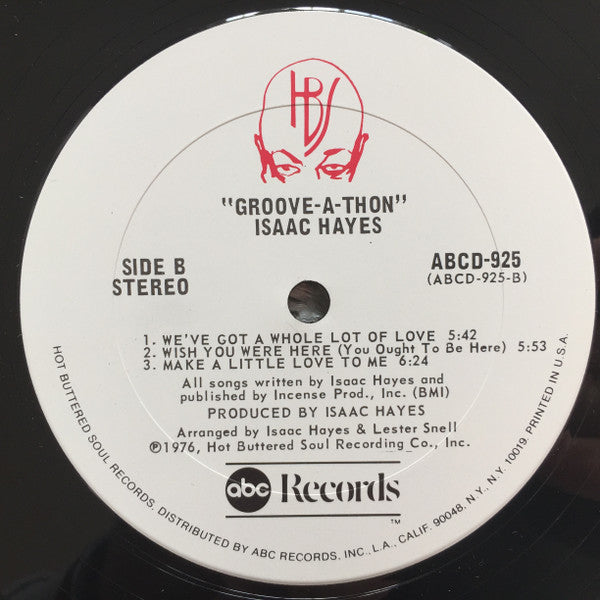 HBS
"GROOVE-A-THON"
ISAAC HAYES
SIDE B
STEREO
ABCD-925
(ABCD-925-B)
1. WE'VE GOT A WHOLE LOT OF LOVE 5:42
2. WISH YOU WERE HERE (You Ought To Be Here) 5:53
3. MAKE A LITTLE LOVE TO ME 6:24
All songs written by Isaac Hayes and
published by Incense Prod., Inc. (BMI)
PRODUCED BY ISAAC HAYES
Arranged by Isaac Hayes & Lester Snell
℗1976, Hot Buttered Soul Recording Co., Inc.
abc Records
™
HOT BUTTERED SOUL RECORDS, DISTRIBUTED BY ABC RECORDS, INC., L.A., CALIF. 90048, N.Y., N.Y. 10019. PRINTED IN U.S.A.